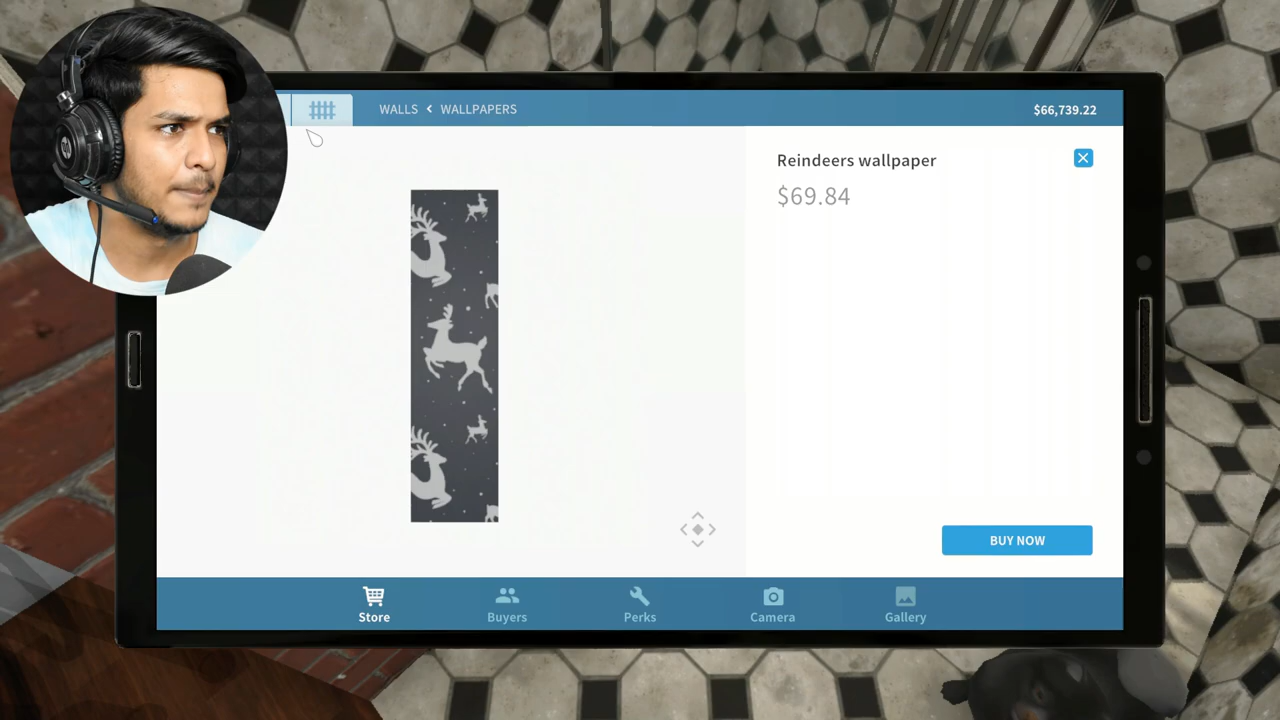 WALLS < WALLPAPERS
$66,739.22
Reindeers wallpaper
$69.84
BUY NOW
Store
Buyers
Perks
Camera
Gallery